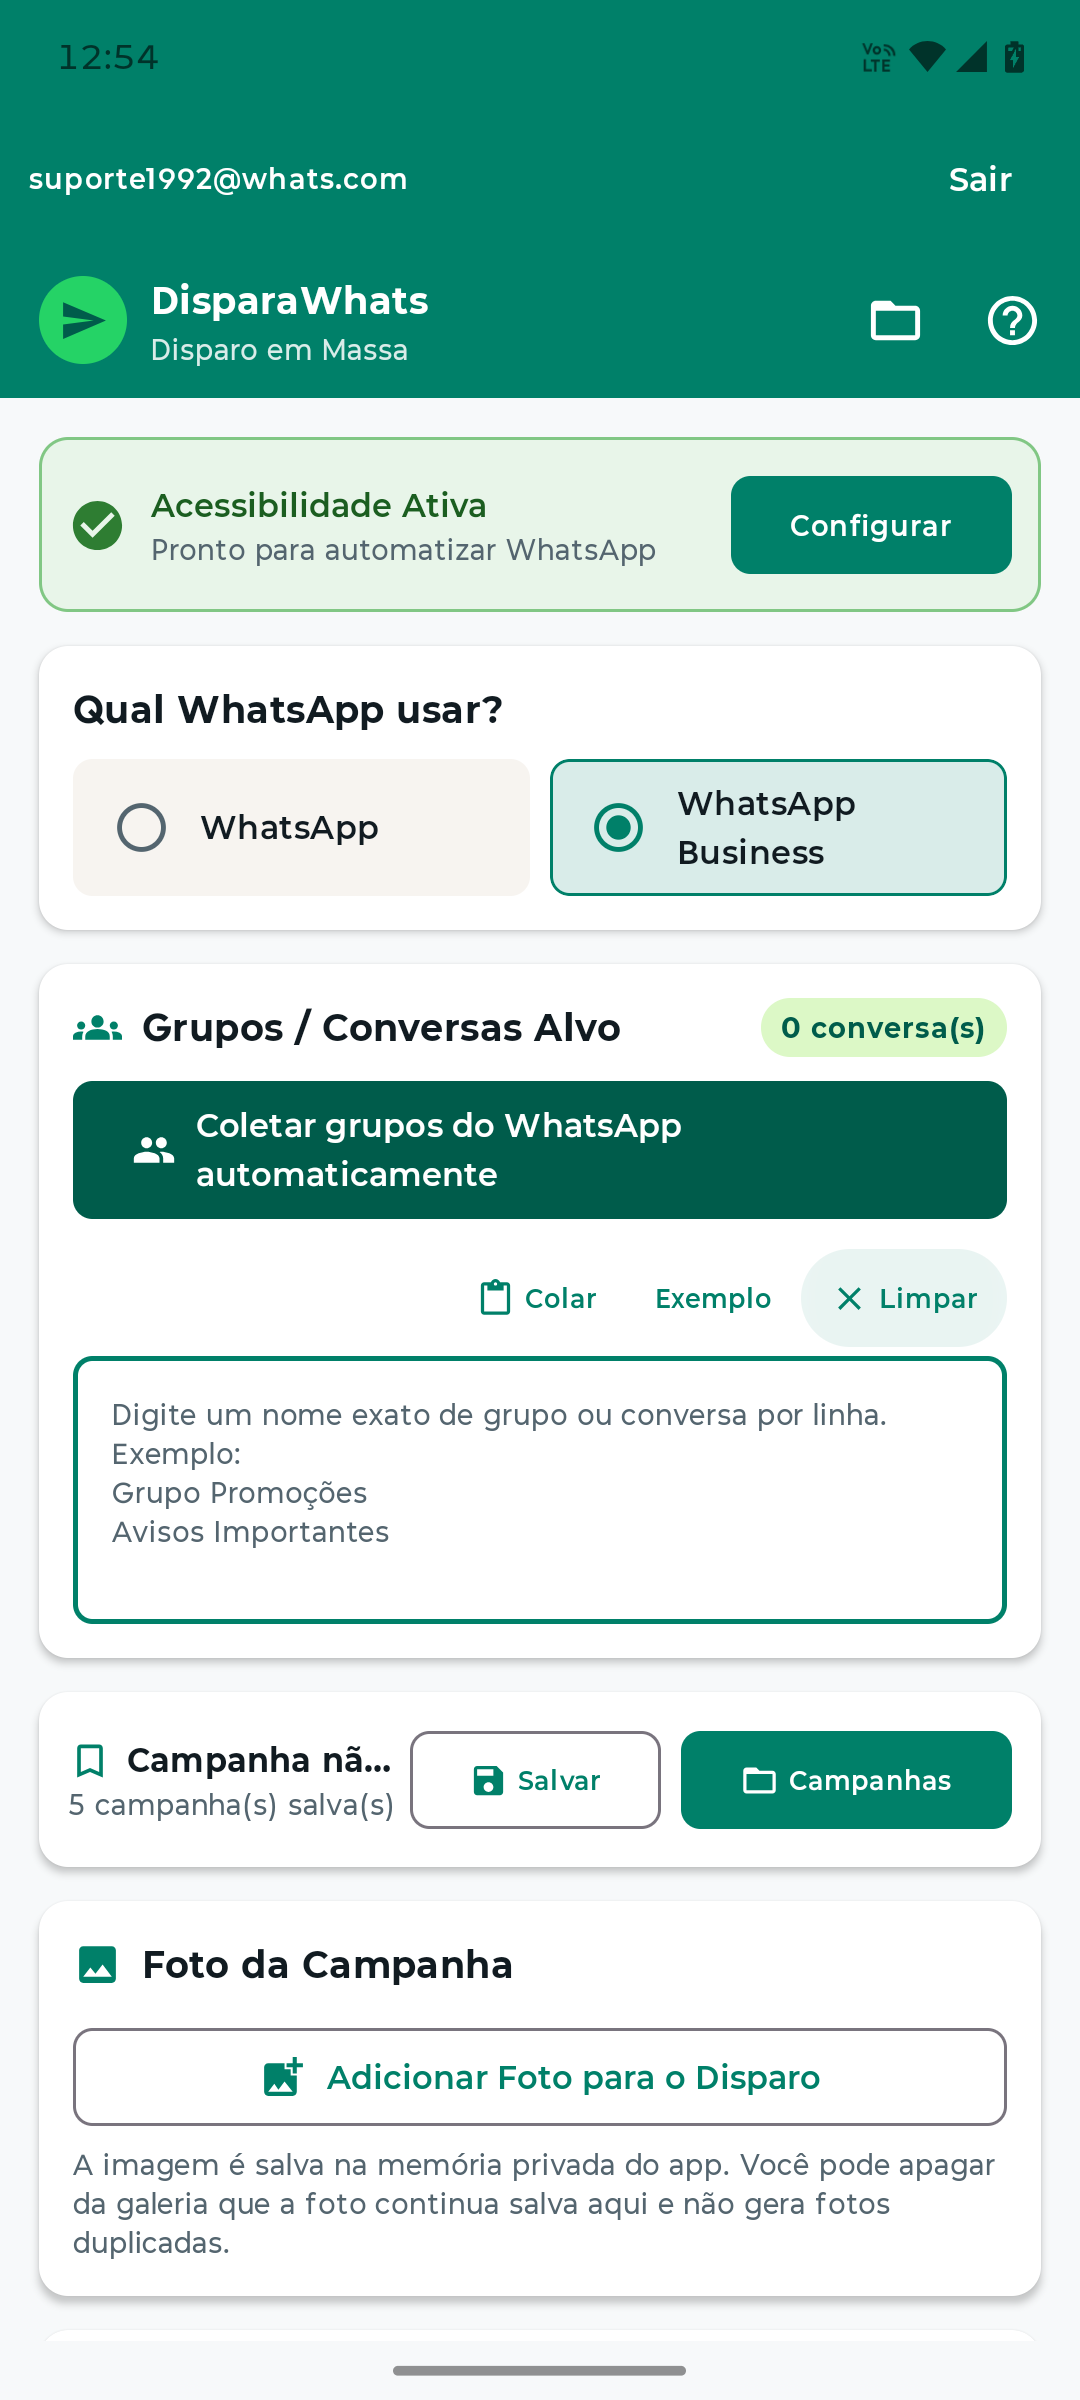 12:54
Vo LTE
suporte1992@whats.com
Sair
DisparaWhats
Disparo em Massa
Acessibilidade Ativa
Pronto para automatizar WhatsApp
Configurar
Qual WhatsApp usar?
WhatsApp
WhatsApp
Business
Grupos / Conversas Alvo
0 conversa(s)
Coletar grupos do WhatsApp
automaticamente
Colar
Exemplo
Limpar
Digite um nome exato de grupo ou conversa por linha.
Exemplo:
Grupo Promoções
Avisos Importantes
Campanha nã...
5 campanha(s) salva(s)
Salvar
Campanhas
Foto da Campanha
Adicionar Foto para o Disparo
A imagem é salva na memória privada do app. Você pode apagar
da galeria que a foto continua salva aqui e não gera fotos
duplicadas.